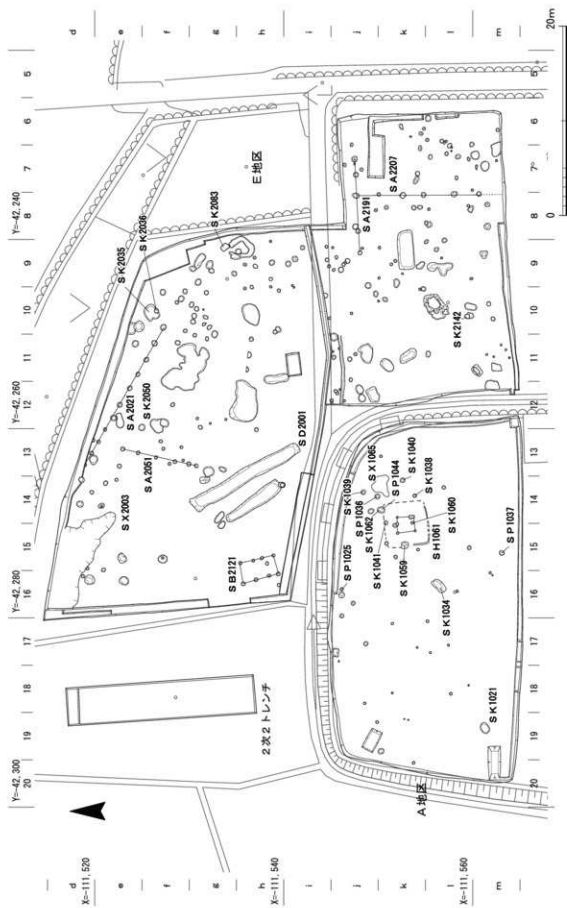 20m
0
d
e
f
g
h
i
j
k
l
m
5
6
7
8
9
10
11
12
13
14
15
16
17
18
19
20
Y=-42,240
Y=-42,260
Y=-42,280
Y=-42,300
X=-111,520
X=-111,540
X=-111,560
d
e
f
g
h
i
j
k
l
m
E地区
A地区
2次2トレンチ
SK2083
SK2036
SK2035
SA2021
SK2050
SA2051
SX2003
SD2001
SB2121
SA2207
SA2191
SK2142
SK1040
SX1065
SP1044
SK1038
SK1039
SP1036
SK1062
SK1041
SK1060
SH1061
SK1059
SP1025
SP1037
SK1034
SK1021